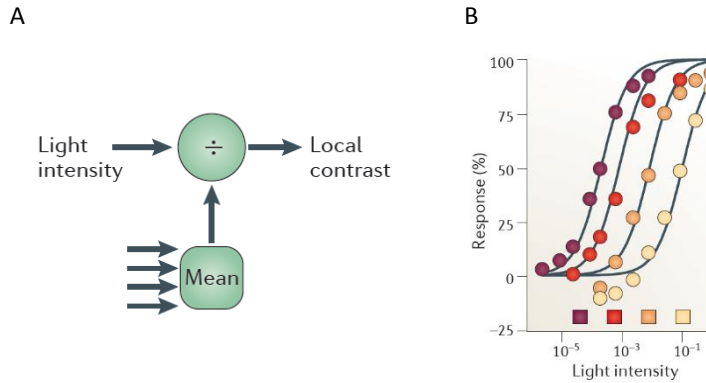 A
Light
intensity
÷
Local
contrast
Mean
B
100
75
50
25
0
−25
Response (%)
10⁻⁵
10⁻³
10⁻¹
Light intensity